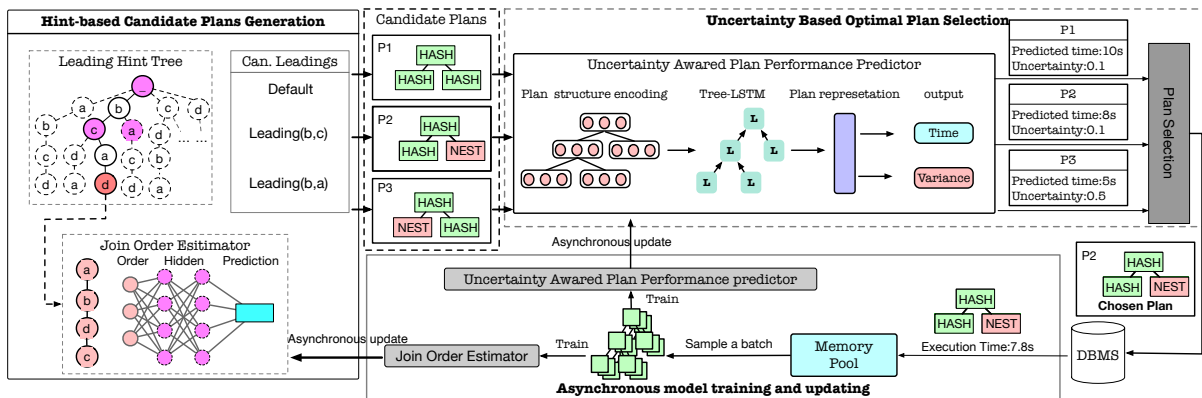 Hint-based Candidate Plans Generation
Leading Hint Tree
_
a
b
c
d
b
c
a
a
b
... ...
c
d
a
c
b
d
a
d
d
a
Can. Leadings
Default
Leading(b,c)
Leading(b,a)
Join Order Esitimator
Order
Hidden
Prediction
a
b
d
c
Candidate Plans
P1
HASH
HASH
HASH
P2
HASH
HASH
NEST
P3
HASH
NEST
HASH
Uncertainty Based Optimal Plan Selection
Uncertainty Awared Plan Performance Predictor
Plan structure encoding
Tree-LSTM
Plan represetation
output
L
L
L
L
L
Time
Variance
P1
Predicted time:10s
Uncertainty:0.1
P2
Predicted time:8s
Uncertainty:0.1
P3
Predicted time:5s
Uncertainty:0.5
Plan Selection
Asynchronous update
Uncertainty Awared Plan Performance predictor
Train
Asynchronous update
Join Order Estimator
Train
Sample a batch
Memory
Pool
HASH
HASH
NEST
Execution Time:7.8s
P2
HASH
HASH
NEST
Chosen Plan
DBMS
Asynchronous model training and updating